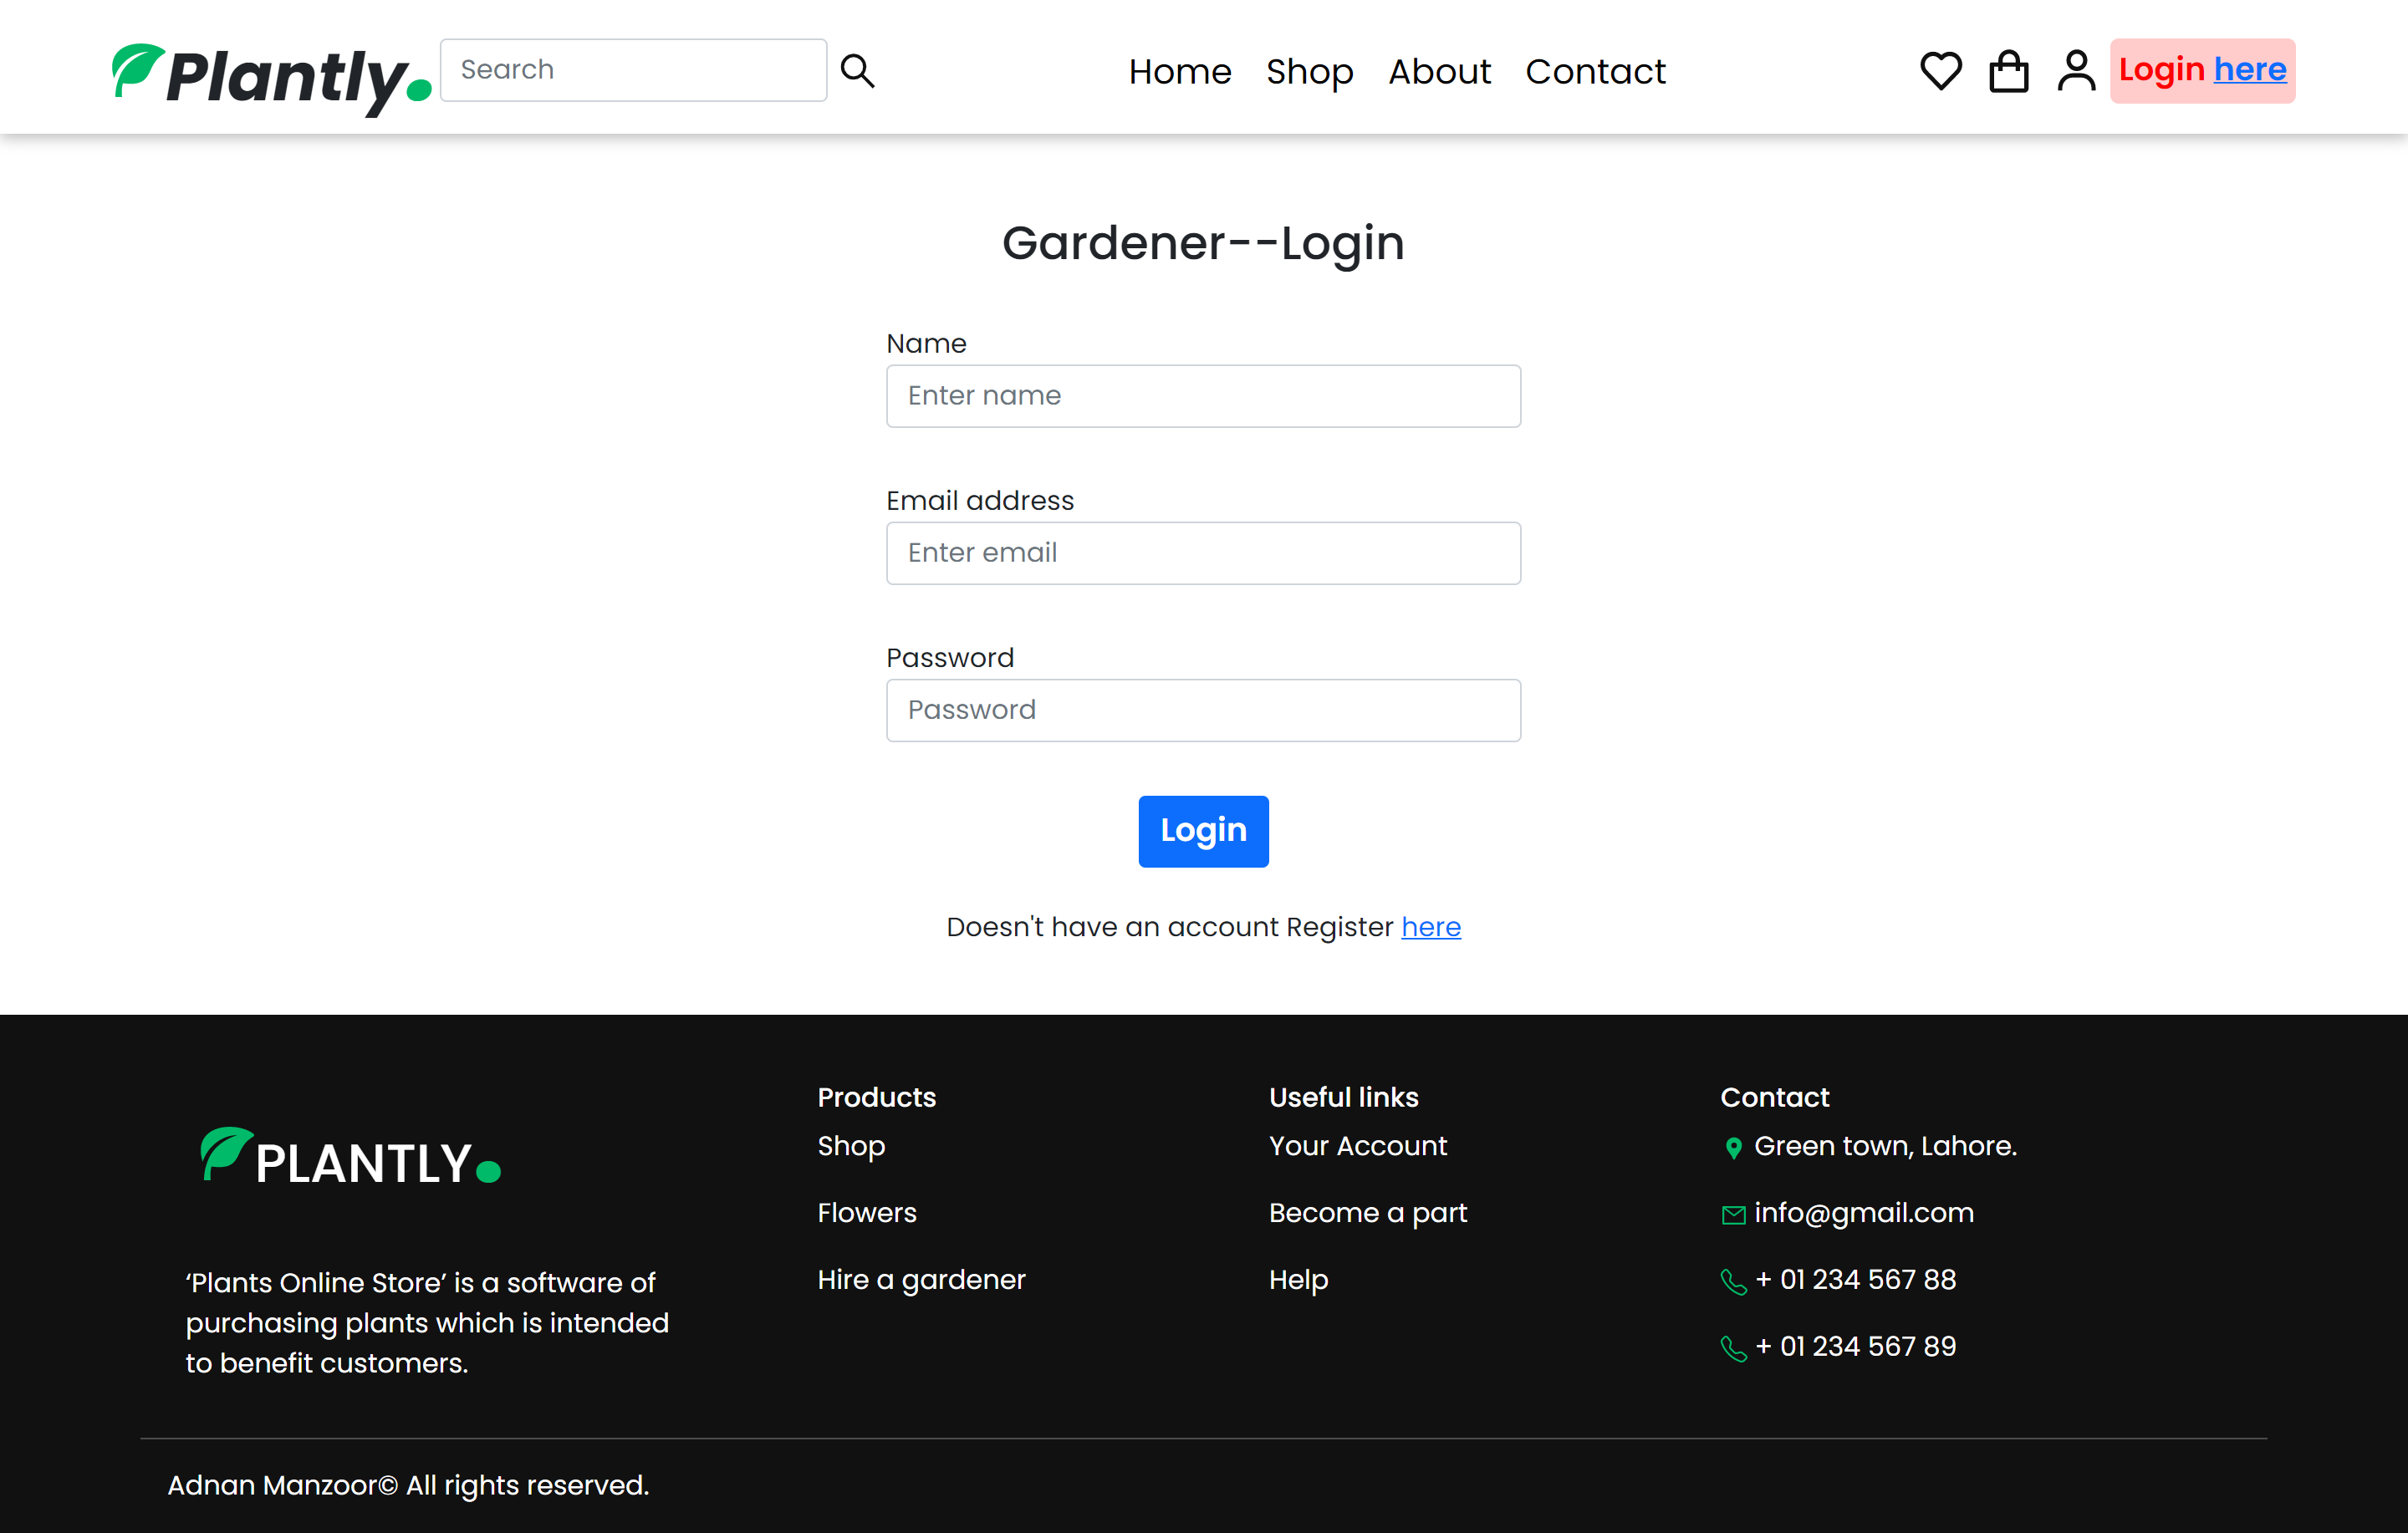 Plantly
Search
Home Shop About Contact
Login here
Gardener--Login
Name
Enter name
Email address
Enter email
Password
Password
Login
Doesn't have an account Register here
PLANTLY
‘Plants Online Store’ is a software of
purchasing plants which is intended
to benefit customers.
Products
Shop
Flowers
Hire a gardener
Useful links
Your Account
Become a part
Help
Contact
Green town, Lahore.
info@gmail.com
+ 01 234 567 88
+ 01 234 567 89
Adnan Manzoor© All rights reserved.